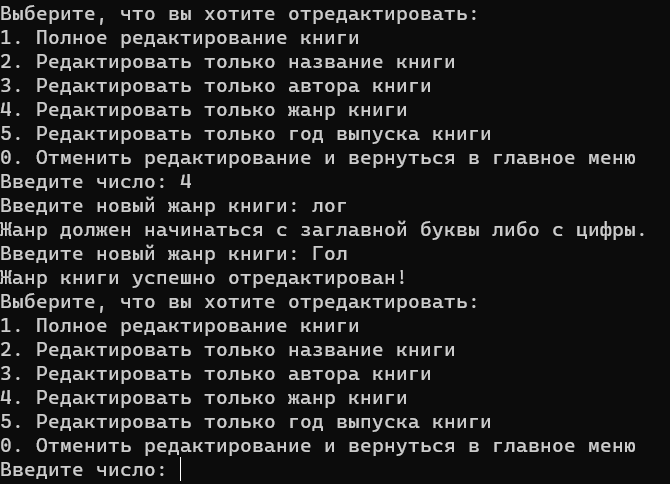 Выберите, что вы хотите отредактировать:
1. Полное редактирование книги
2. Редактировать только название книги
3. Редактировать только автора книги
4. Редактировать только жанр книги
5. Редактировать только год выпуска книги
0. Отменить редактирование и вернуться в главное меню
Введите число: 4
Введите новый жанр книги: лог
Жанр должен начинаться с заглавной буквы либо с цифры.
Введите новый жанр книги: Гол
Жанр книги успешно отредактирован!
Выберите, что вы хотите отредактировать:
1. Полное редактирование книги
2. Редактировать только название книги
3. Редактировать только автора книги
4. Редактировать только жанр книги
5. Редактировать только год выпуска книги
0. Отменить редактирование и вернуться в главное меню
Введите число: